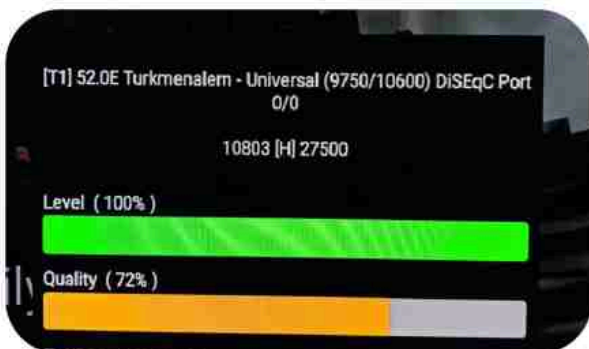 [T1] 52.0E Turkmenalem - Universal (9750/10600) DiSEqC Port
0/0
10803 [H] 27500
Level (100%)
Quality (72%)